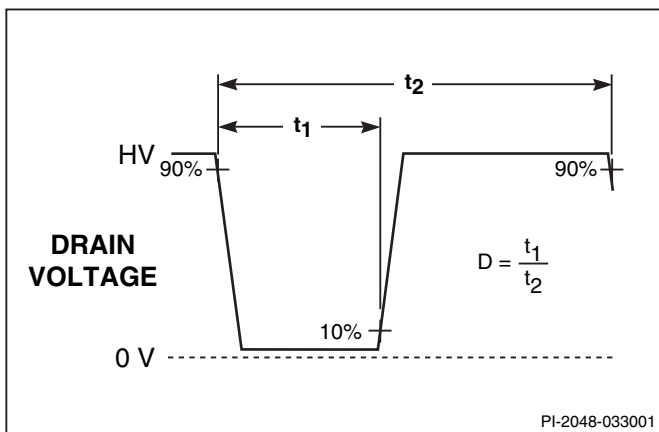 t2
t1
HV
90%
90%
DRAIN
VOLTAGE
D = t1
t2
10%
0 V
PI-2048-033001